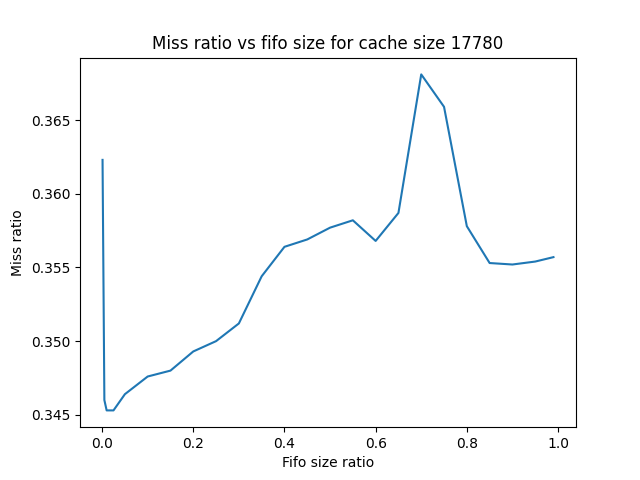 Miss ratio vs fifo size for cache size 17780
0.365
0.360
0.355
0.350
0.345
Miss ratio
0.0 0.2 0.4 0.6 0.8 1.0
Fifo size ratio